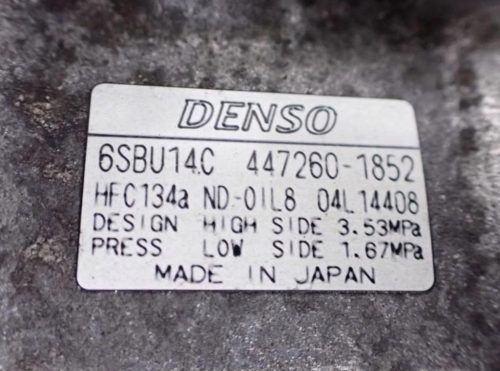 DENSO
6SBU14C 447260-1852
HFC134a ND-OIL8 04L14408
DESIGN HIGH SIDE 3.53MPa
PRESS LOW SIDE 1.67MPa
MADE IN JAPAN